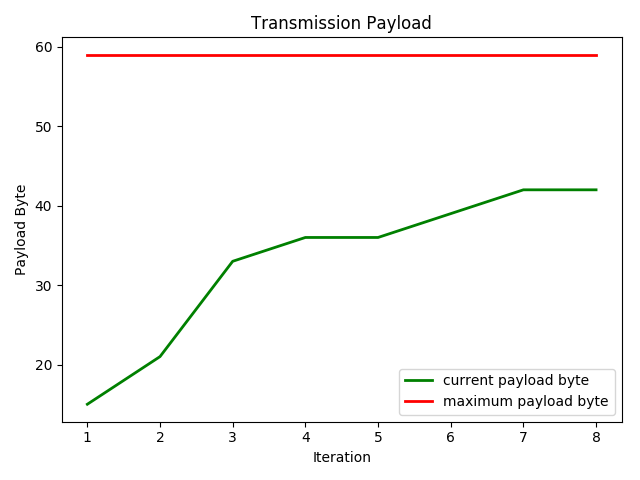 Transmission Payload
60
50
40
30
20
Payload Byte
current payload byte
maximum payload byte
1 2 3 4 5 6 7 8
Iteration